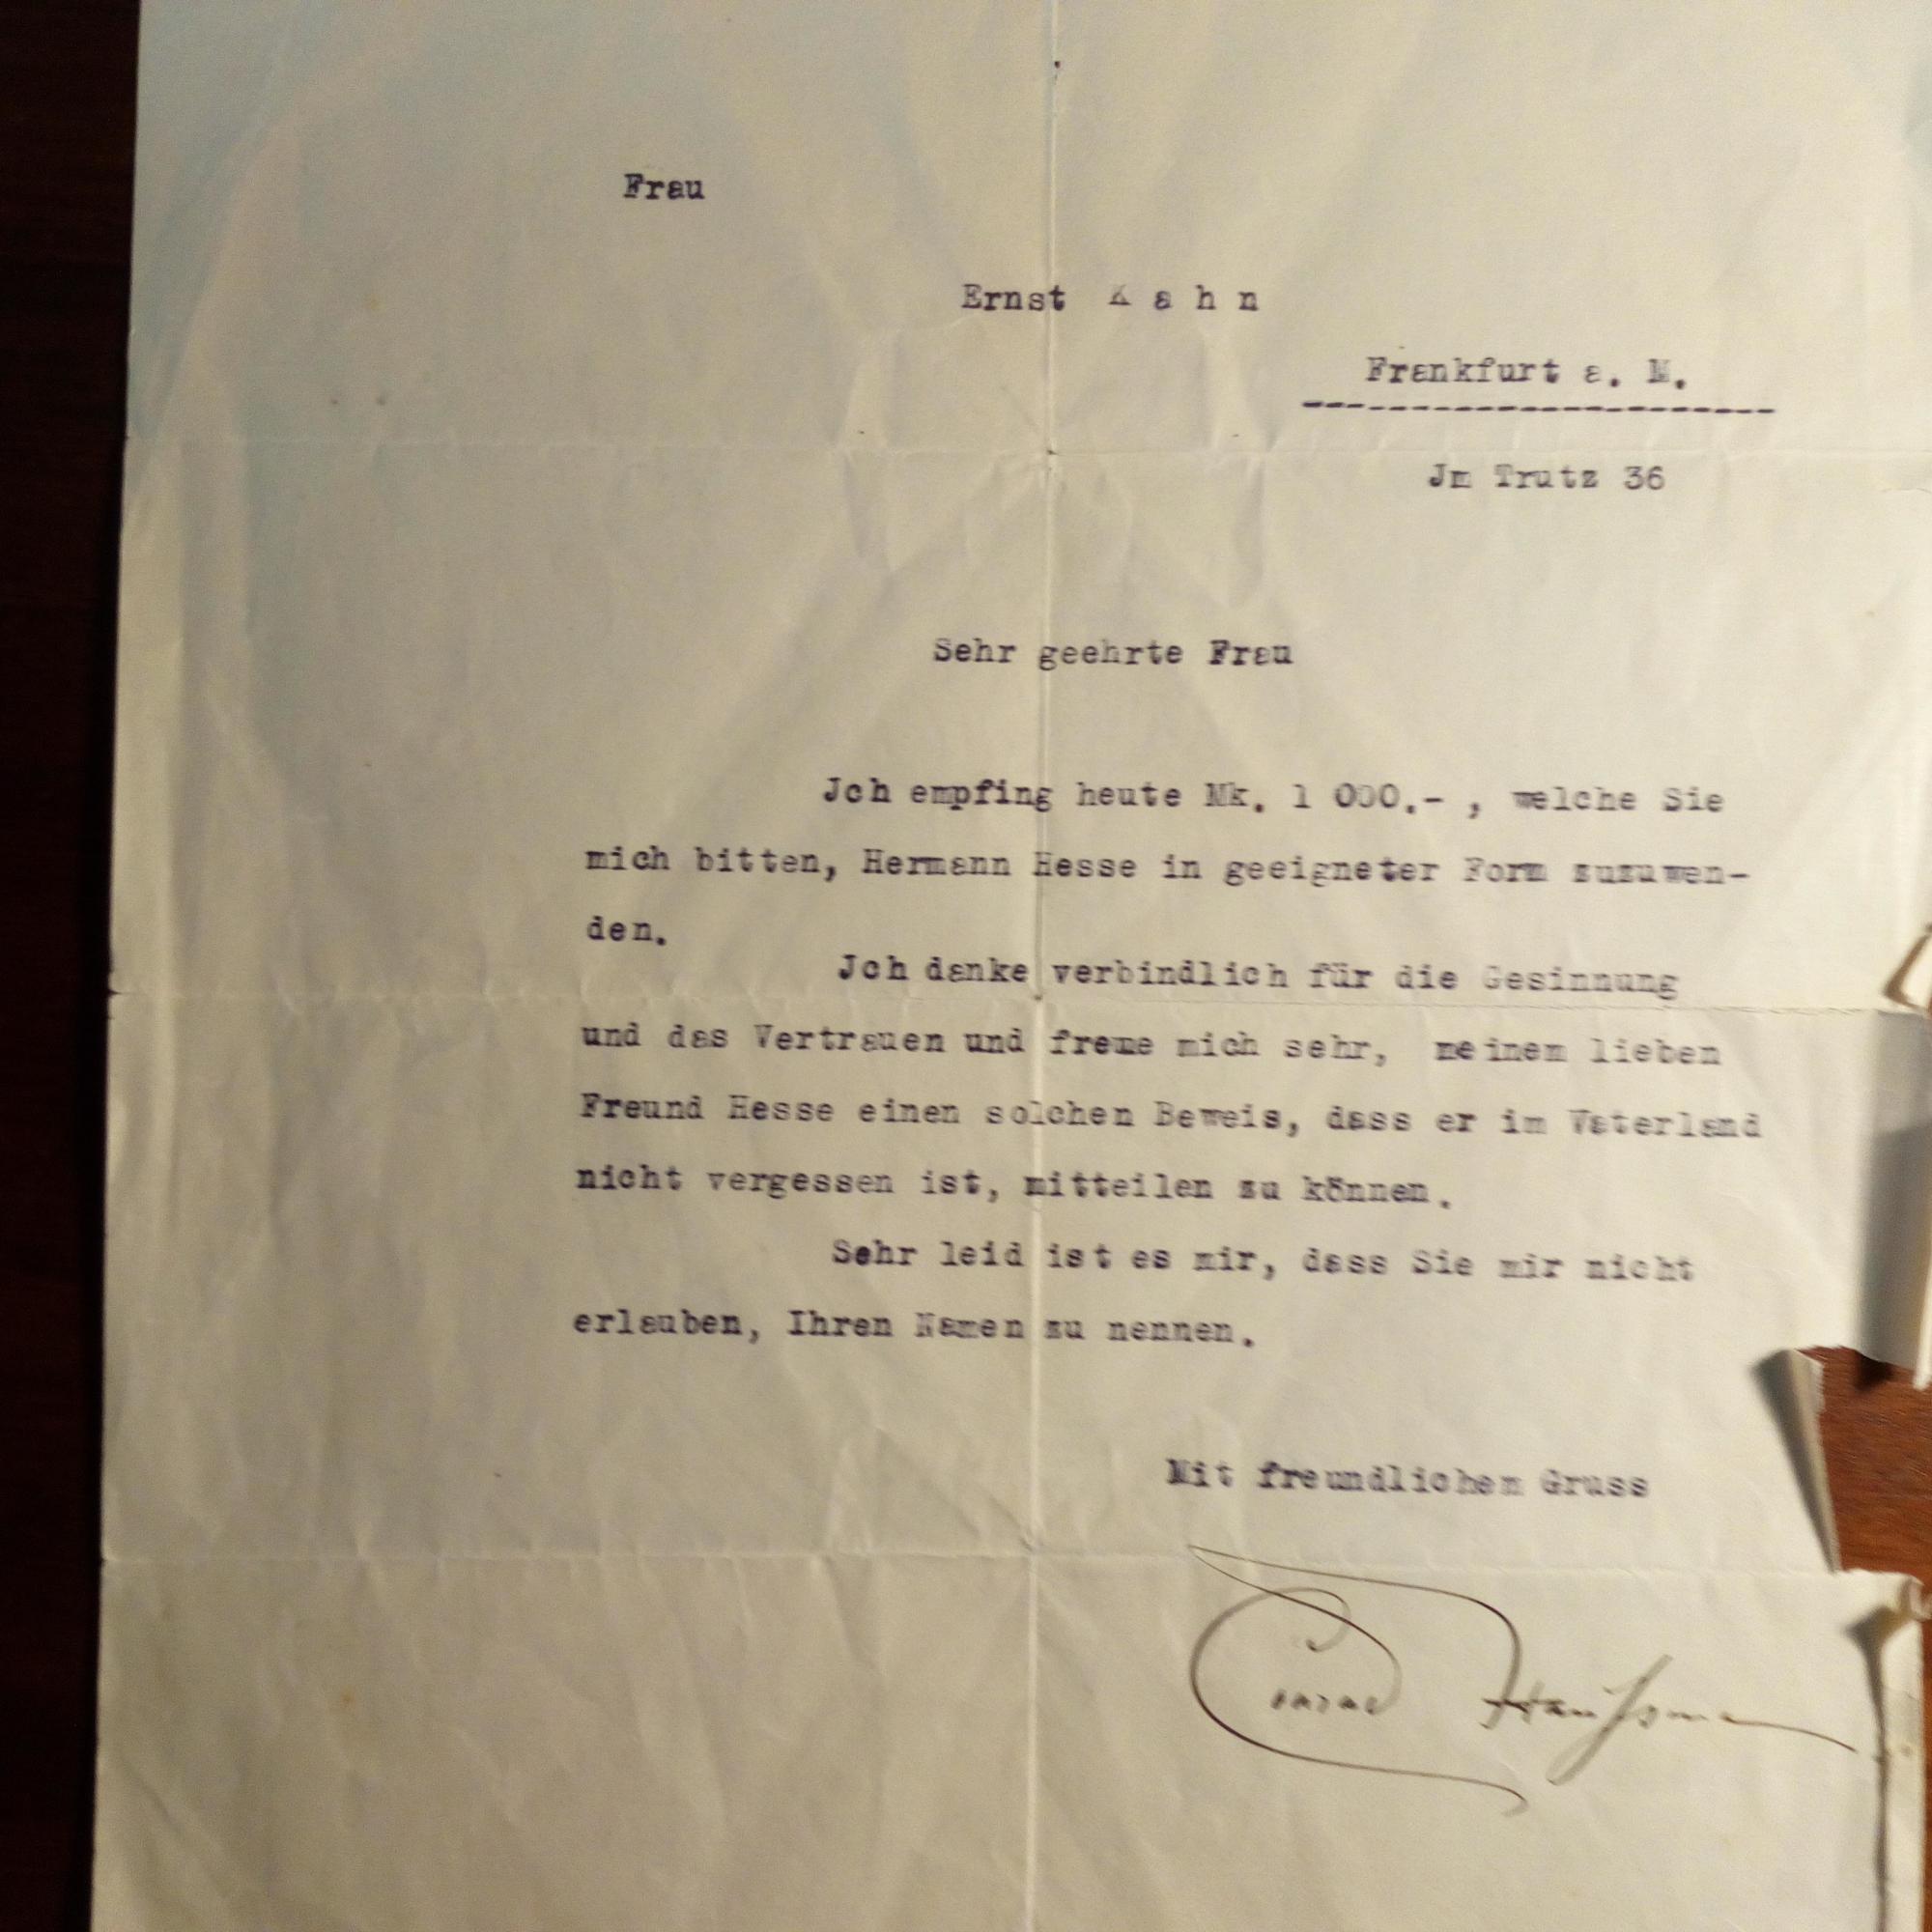 Frau
Ernst K a h n
Frankfurt a. M.
Jm Trutz 36
Sehr geehrte Frau
Jch empfing heute Mk. 1 000.- , welche Sie
mich bitten, Hermann Hesse in geeigneter Form zuzuwen-
den.
Jch danke verbindlich für die Gesinnung
und das Vertrauen und freue mich sehr, meinem lieben
Freund Hesse einen solchen Beweis, dass er im Vaterland
nicht vergessen ist, mitteilen zu können.
Sehr leid ist es mir, dass Sie mir nicht
erlauben, Ihren Namen zu nennen.
Mit freundlichem Gruss
Conrad Haußmann